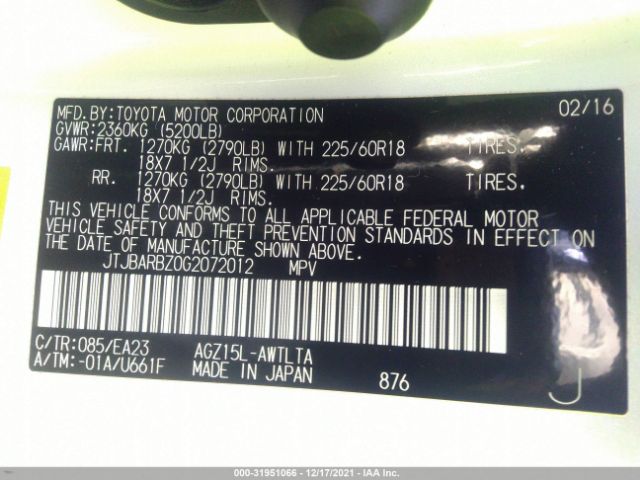 MFD.BY:TOYOTA MOTOR CORPORATION 02/16
GVWR:2360KG (5200LB)
GAWR:FRT. 1270KG (2790LB) WITH 225/60R18 TIRES.
18X7 1/2J RIMS.
RR. 1270KG (2790LB) WITH 225/60R18 TIRES.
18X7 1/2J RIMS.
THIS VEHICLE CONFORMS TO ALL APPLICABLE FEDERAL MOTOR
VEHICLE SAFETY AND THEFT PREVENTION STANDARDS IN EFFECT ON
THE DATE OF MANUFACTURE SHOWN ABOVE.
JTJBARBZ0G2072012 MPV
C/TR:085/EA23 AGZ15L-AWTLTA
A/TM:-01A/U661F MADE IN JAPAN 876 J
000-31951066 - 12/17/2021 - IAA Inc.